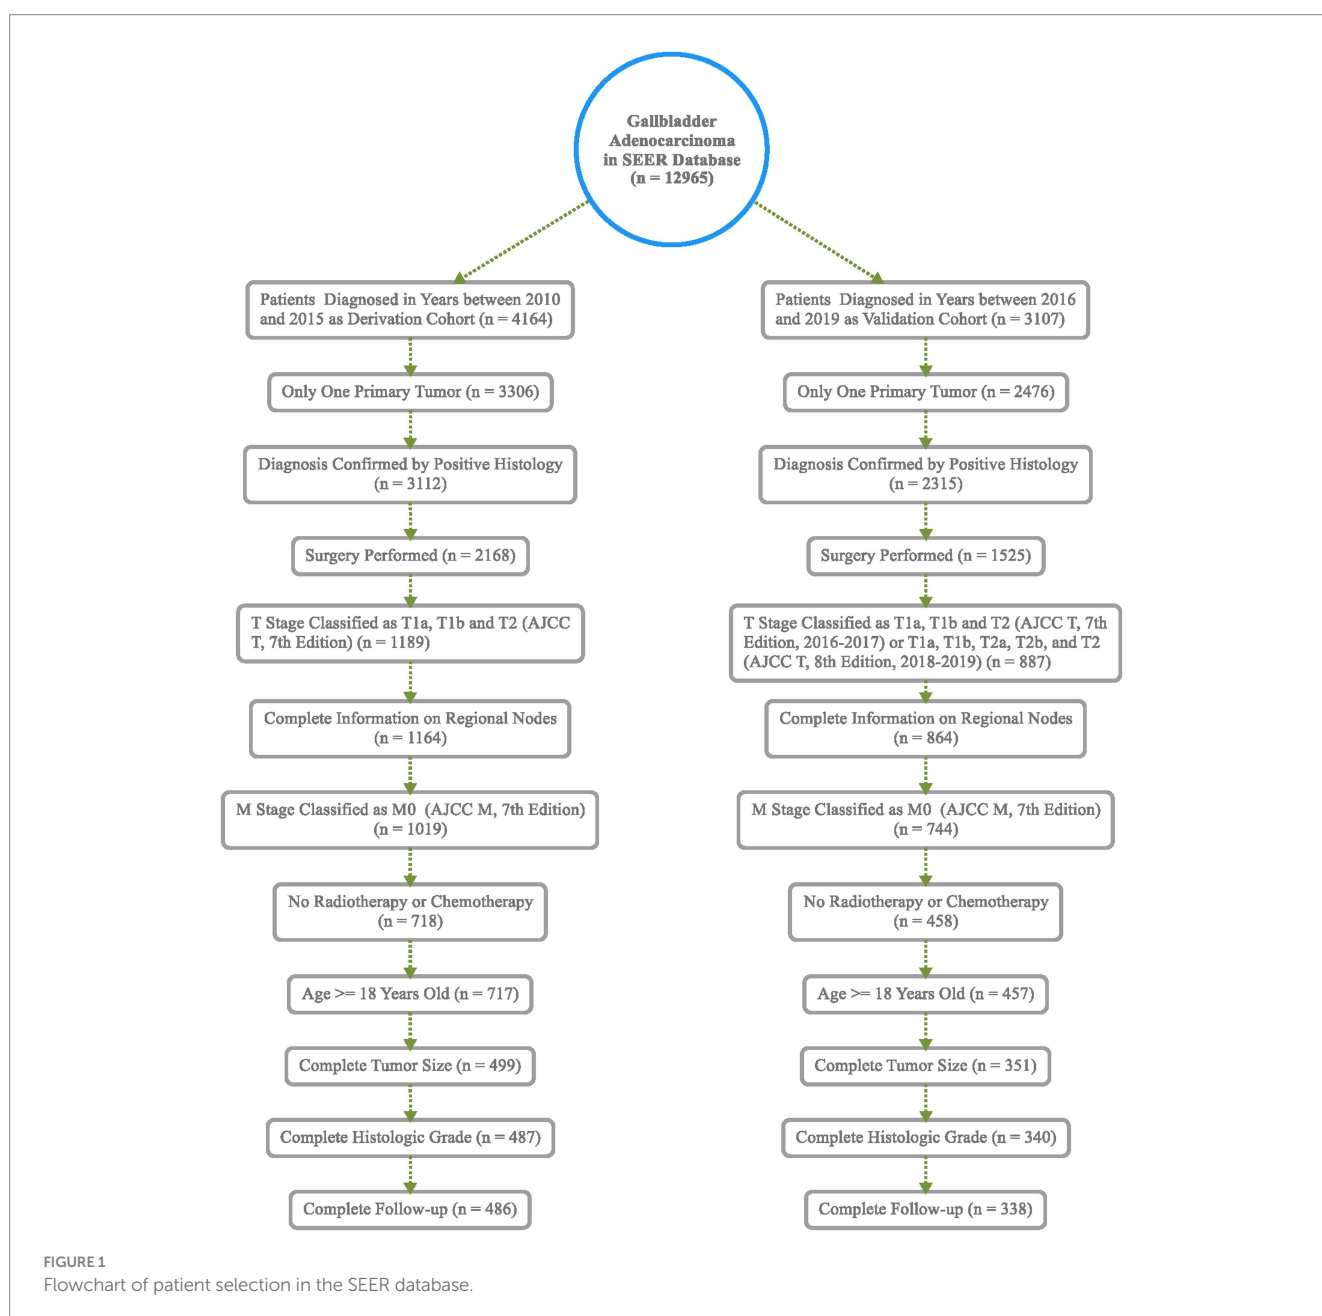 Gallbladder
Adenocarcinoma
in SEER Database
(n = 12965)
Patients Diagnosed in Years between 2010
and 2015 as Derivation Cohort (n = 4164)
Only One Primary Tumor (n = 3306)
Diagnosis Confirmed by Positive Histology
(n = 3112)
Surgery Performed (n = 2168)
T Stage Classified as T1a, T1b and T2 (AJCC
T, 7th Edition) (n = 1189)
Complete Information on Regional Nodes
(n = 1164)
M Stage Classified as M0 (AJCC M, 7th Edition)
(n = 1019)
No Radiotherapy or Chemotherapy
(n = 718)
Age >= 18 Years Old (n = 717)
Complete Tumor Size (n = 499)
Complete Histologic Grade (n = 487)
Complete Follow-up (n = 486)
Patients Diagnosed in Years between 2016
and 2019 as Validation Cohort (n = 3107)
Only One Primary Tumor (n = 2476)
Diagnosis Confirmed by Positive Histology
(n = 2315)
Surgery Performed (n = 1525)
T Stage Classified as T1a, T1b and T2 (AJCC T, 7th
Edition, 2016-2017) or T1a, T1b, T2a, T2b, and T2
(AJCC T, 8th Edition, 2018-2019) (n = 887)
Complete Information on Regional Nodes
(n = 864)
M Stage Classified as M0 (AJCC M, 7th Edition)
(n = 744)
No Radiotherapy or Chemotherapy
(n = 458)
Age >= 18 Years Old (n = 457)
Complete Tumor Size (n = 351)
Complete Histologic Grade (n = 340)
Complete Follow-up (n = 338)
FIGURE 1
Flowchart of patient selection in the SEER database.